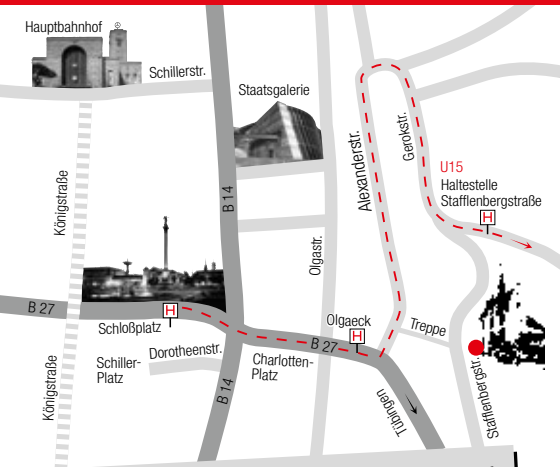 Hauptbahnhof
Schillerstr.
Staatsgalerie
Alexanderstr.
Gerokstr.
U15
Haltestelle
Stafflenbergstraße
H
Königstraße
B 14
Olgastr.
B 27
H
Schloßplatz
Olgaeck
H
B 27
Treppe
Schiller-
Platz
Dorotheenstr.
Charlotten-
Platz
Königstraße
B 14
Tübingen
Stafflenbergstr.